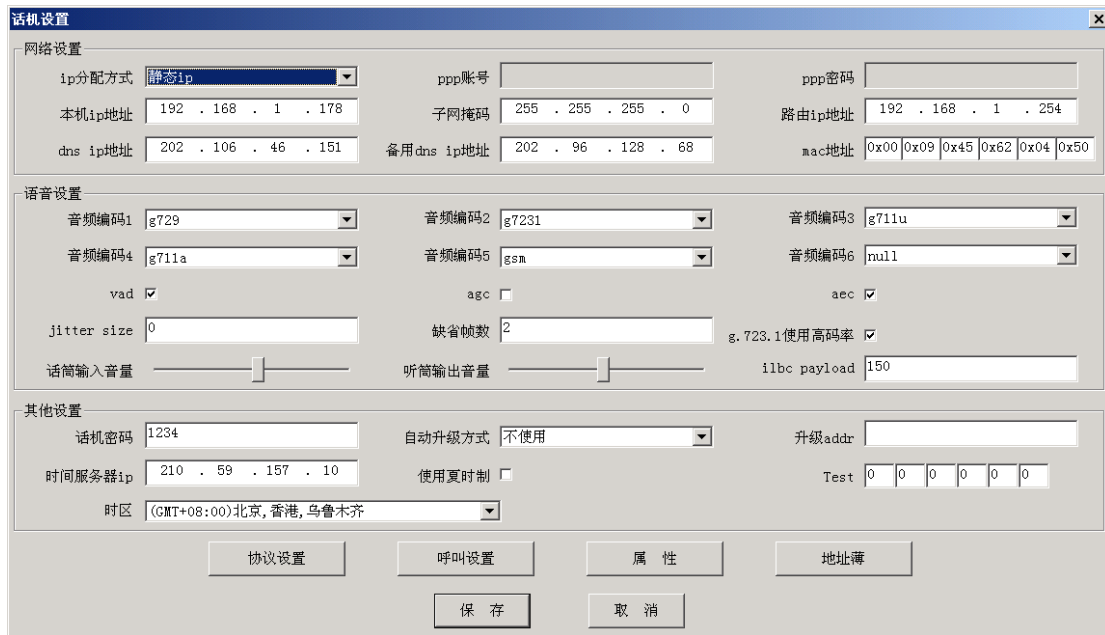 话机设置
网络设置
ip分配方式 静态ip ppp账号 ppp密码
本机ip地址 192 . 168 . 1 . 178 子网掩码 255 . 255 . 255 . 0 路由ip地址 192 . 168 . 1 . 254
dns ip地址 202 . 106 . 46 . 151 备用dns ip地址 202 . 96 . 128 . 68 mac地址 0x00 0x09 0x45 0x62 0x04 0x50
语音设置
音频编码1 g729 音频编码2 g7231 音频编码3 g711u
音频编码4 g711a 音频编码5 gsm 音频编码6 null
vad agc aec
jitter size 0 缺省帧数 2 g.723.1使用高码率
话筒输入音量 听筒输出音量 ilbc payload 150
其他设置
话机密码 1234 自动升级方式 不使用 升级addr
时间服务器ip 210 . 59 . 157 . 10 使用夏时制 Test 0 0 0 0 0 0
时区 (GMT+08:00)北京,香港,乌鲁木齐
协议设置 呼叫设置 属 性 地址薄
保 存 取 消